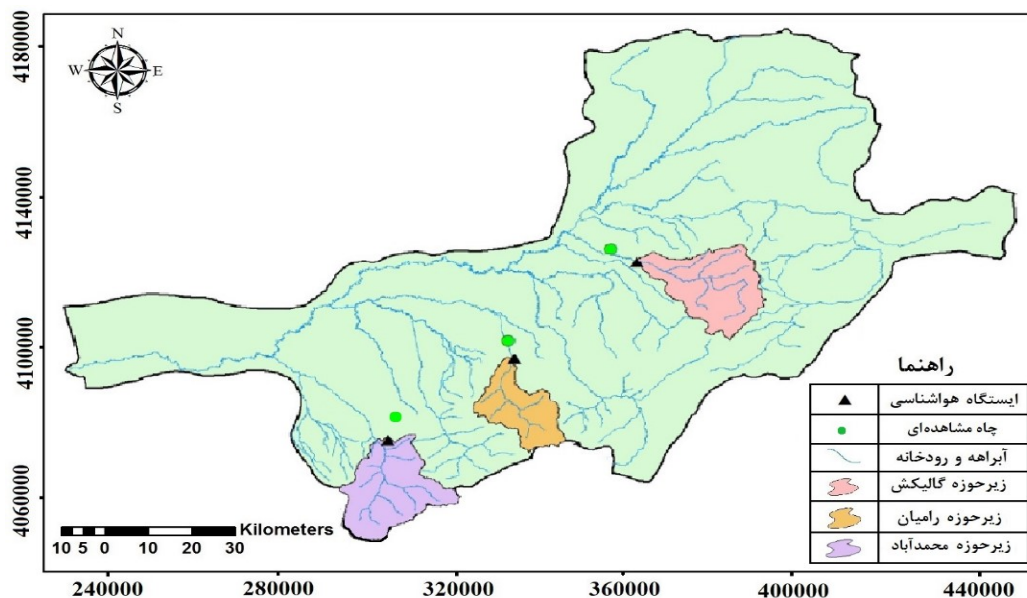 N
W E
S
4180000
4140000
4100000
4060000
راهنما
ایستگاه هواشناسی
چاه مشاهده‌ای
آبراهه و رودخانه
زیرحوزه گالیکش
زیرحوزه رامیان
زیرحوزه محمدآباد
Kilometers
10 5 0 10 20 30
240000 280000 320000 360000 400000 440000